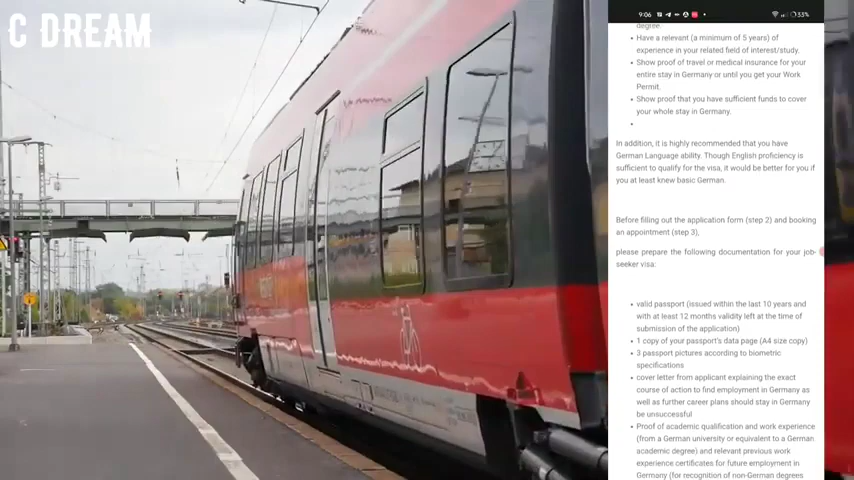 C DREAM
9:06
33%
degree.
Have a relevant (a minimum of 5 years) of
experience in your related field of interest/study.
Show proof of travel or medical insurance for your
entire stay in Germany or until you get your Work
Permit.
Show proof that you have sufficient funds to cover
your whole stay in Germany.
In addition, it is highly recommended that you have
German Language ability. Though English proficiency is
sufficient to qualify for the visa, it would be better for you if
you at least knew basic German.
Before filling out the application form (step 2) and booking
an appointment (step 3),
please prepare the following documentation for your job-
seeker visa:
valid passport (issued within the last 10 years and
with at least 12 months validity left at the time of
submission of the application)
1 copy of your passport's data page (A4 size copy)
3 passport pictures according to biometric
specifications
cover letter from applicant explaining the exact
course of action to find employment in Germany as
well as further career plans should stay in Germany
be unsuccessful
Proof of academic qualification and work experience
(from a German university or equivalent to a German
academic degree) and relevant previous work
experience certificates for future employment in
Germany (for recognition of non-German degrees